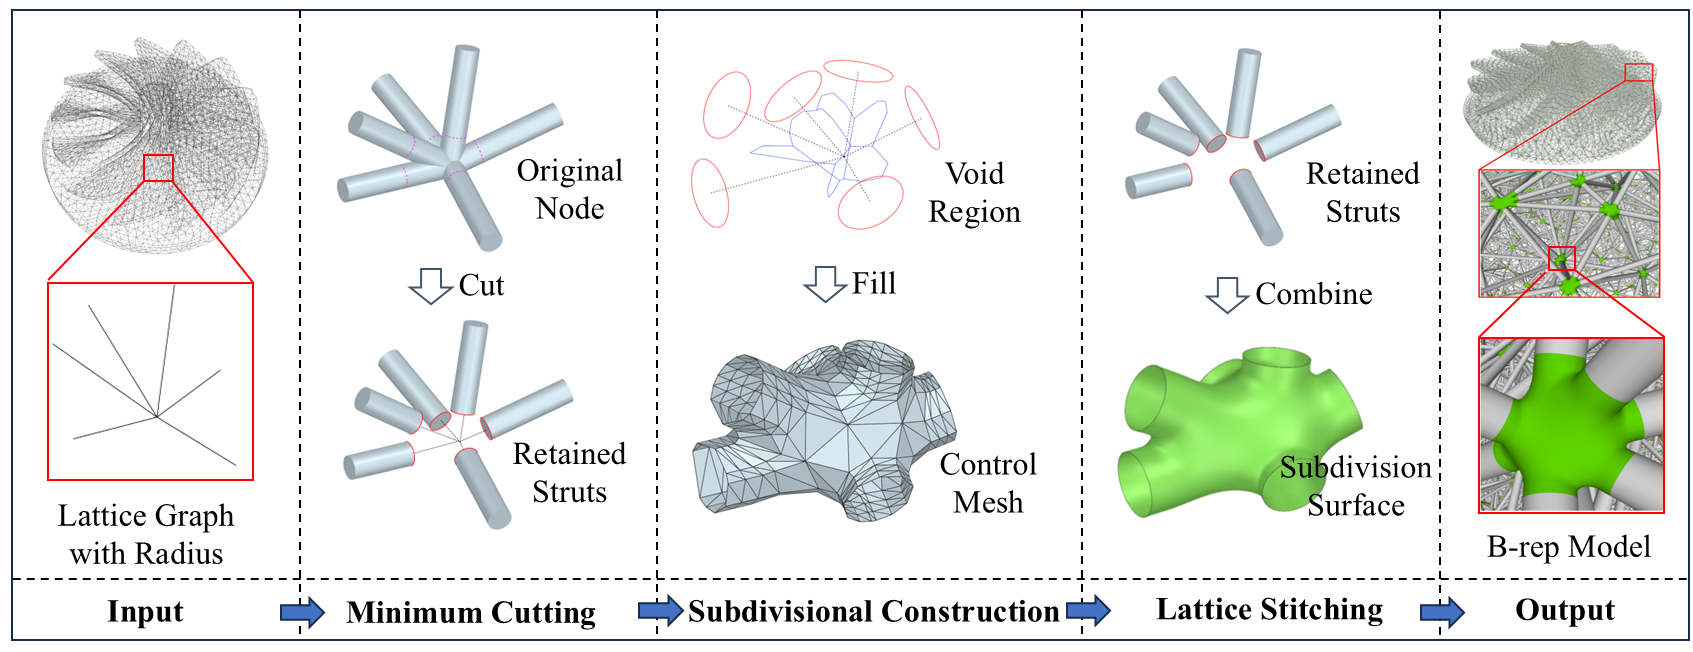 Lattice Graph
with Radius
Input
Original
Node
Cut
Retained
Struts
Minimum Cutting
Void
Region
Fill
Control
Mesh
Subdivisional Construction
Retained
Struts
Combine
Subdivision
Surface
Lattice Stitching
B-rep Model
Output